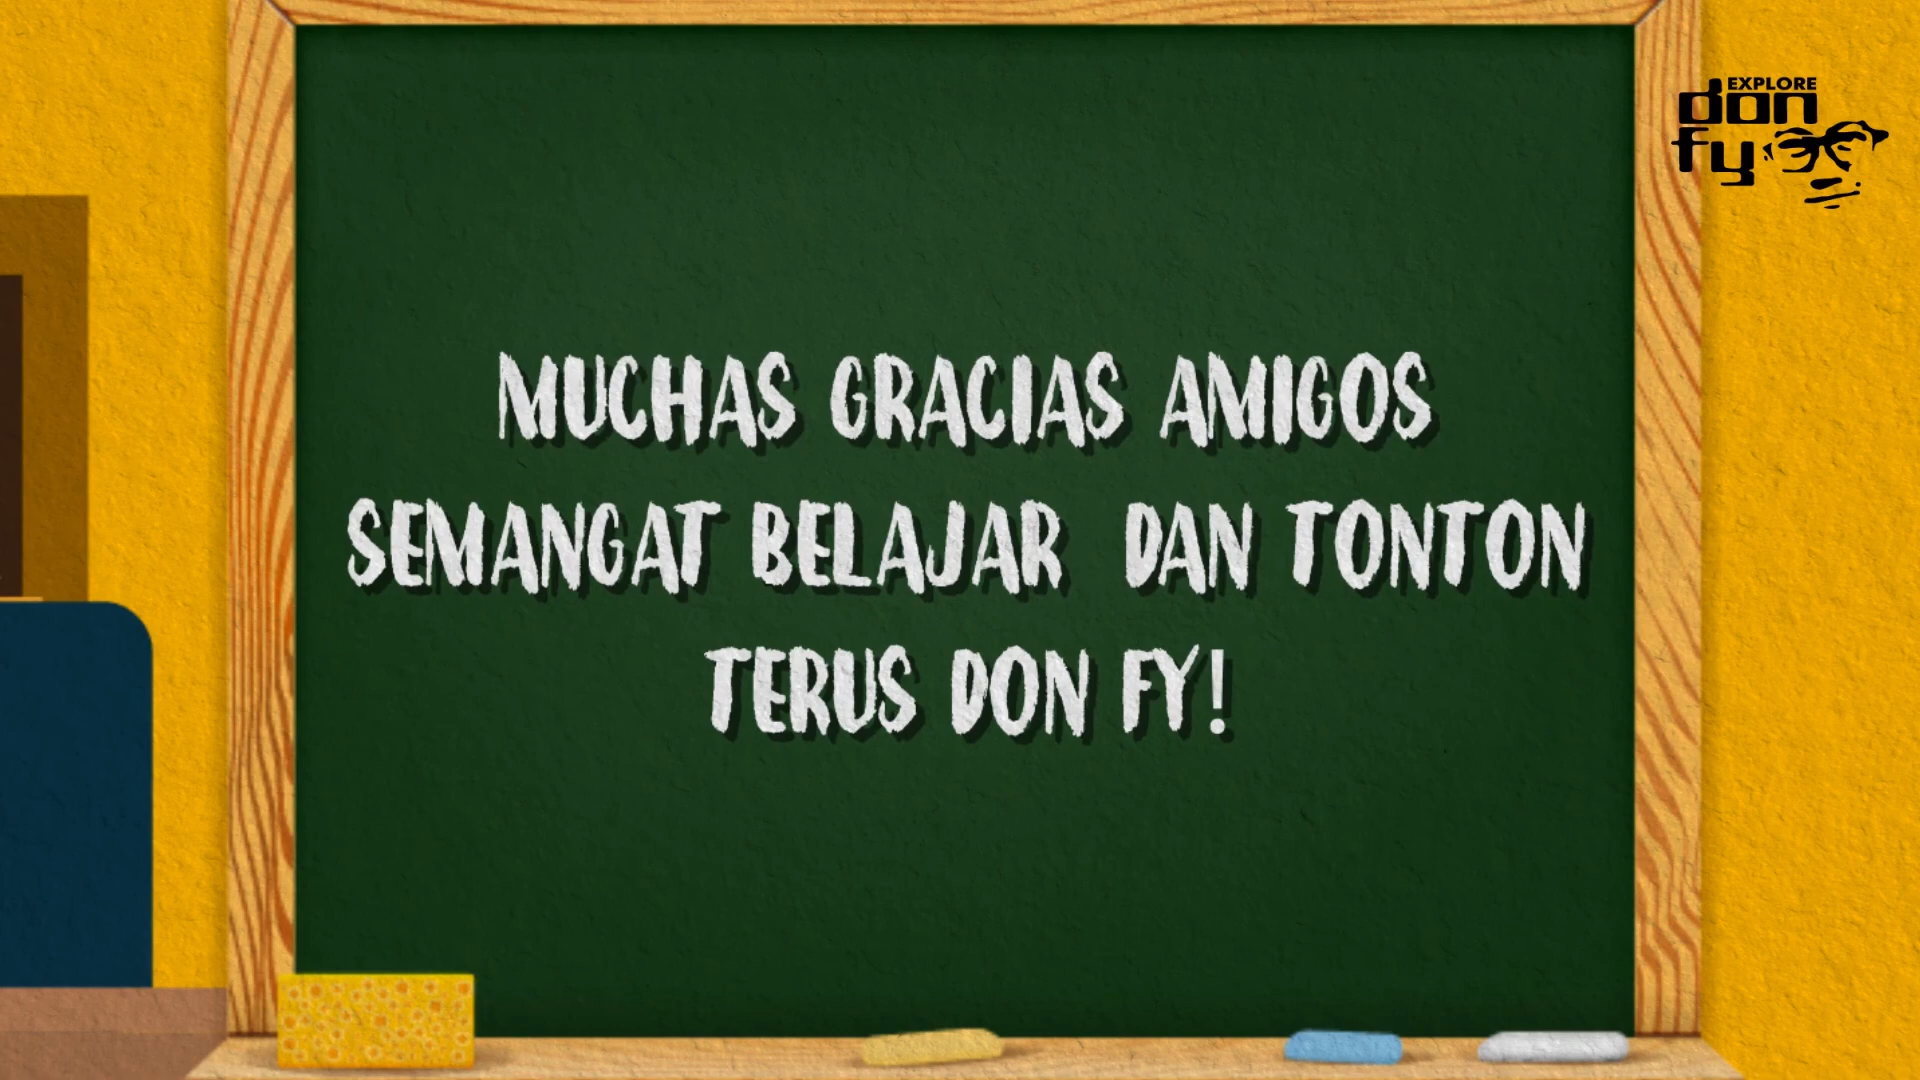 EXPLORE
don
fy
MUCHAS GRACIAS AMIGOS
SEMANGAT BELAJAR DAN TONTON
TERUS DON FY!